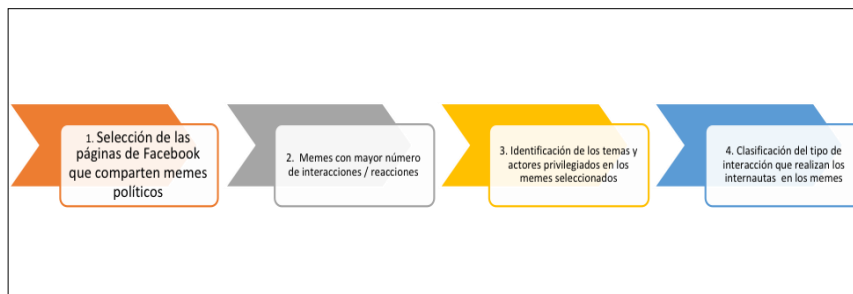 1. Selección de las
páginas de Facebook
que comparten memes
políticos
2. Memes con mayor número
de interacciones / reacciones
3. Identificación de los temas y
actores privilegiados en los
memes seleccionados
4. Clasificación del tipo de
interacción que realizan los
internautas en los memes